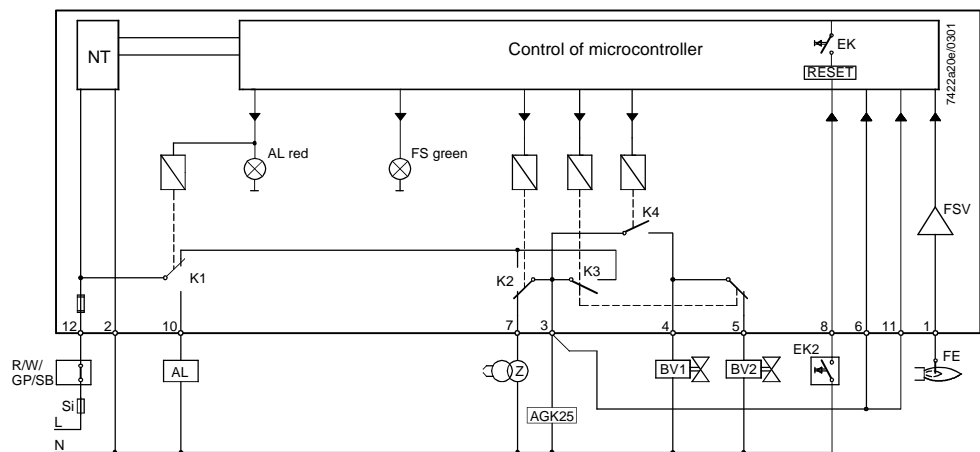 NT
Control of microcontroller
EK
RESET
7422a20e/0301
AL red
FS green
FSV
K4
K1
K2
K3
12
2
10
7
3
4
5
8
6
11
1
R/W/
GP/SB
AL
Z
BV1
BV2
EK2
FE
Si
AGK25
L
N